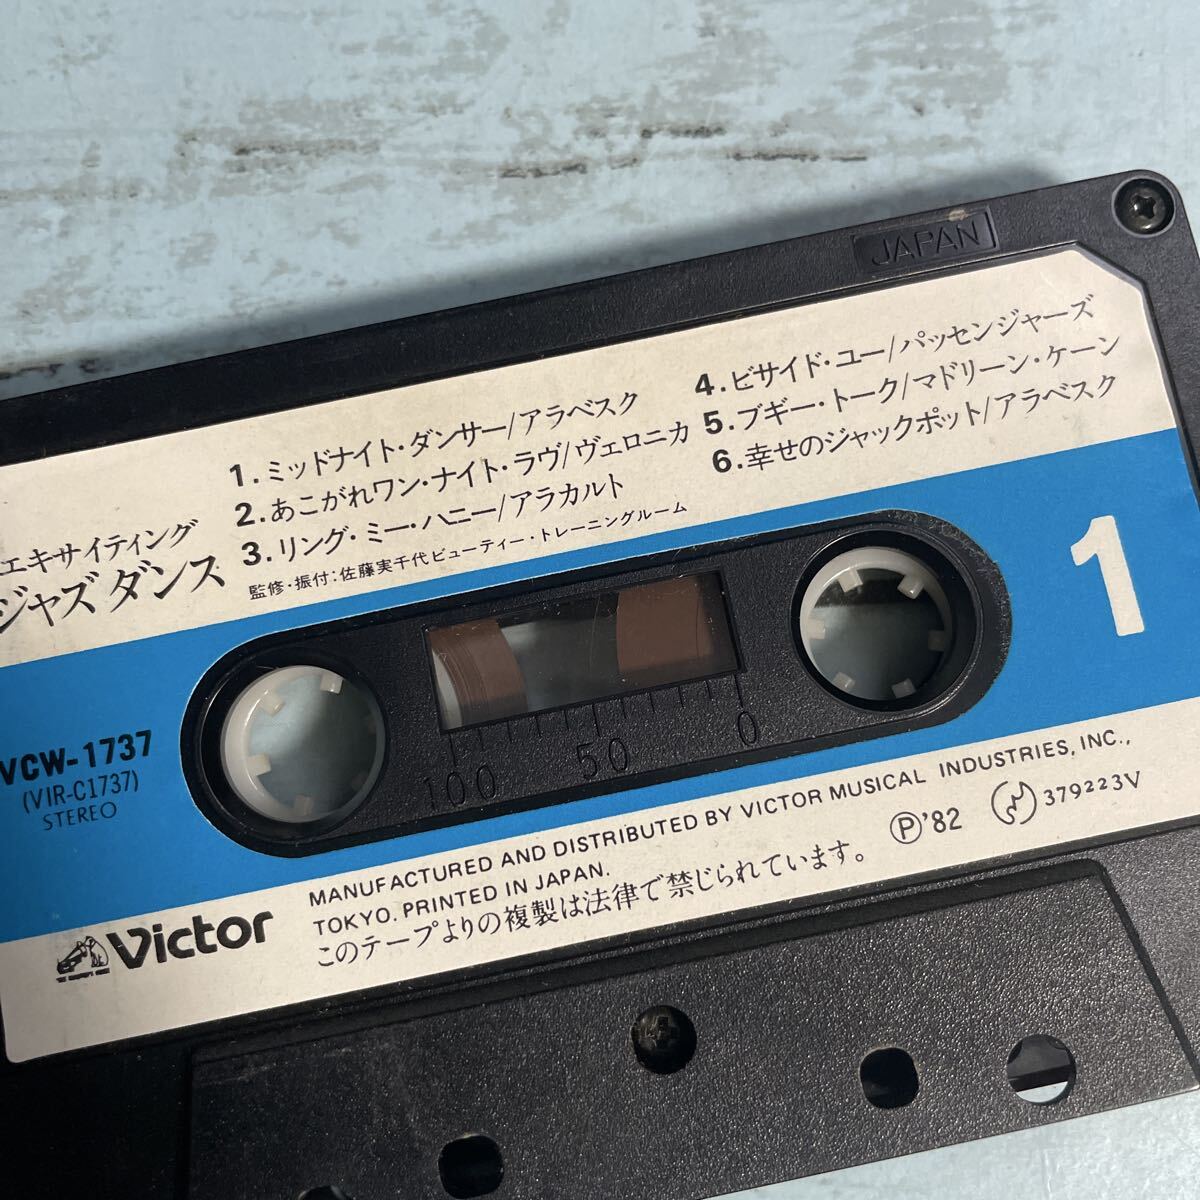 JAPAN
エキサイティング
ジャズ ダンス
1.ミッドナイト・ダンサー/アラベスク
2.あこがれワン・ナイト・ラヴ/ヴェロニカ
3.リング・ミー・ハニー/アラカルト
監修・振付:佐藤実千代ビューティー・トレーニングルーム
4.ビサイド・ユー/パッセンジャーズ
5.ブギー・トーク/マドリーン・ケーン
6.幸せのジャックポット/アラベスク
1
VCW-1737
(VIR-C1737)
STEREO
100 50 0
Victor
MANUFACTURED AND DISTRIBUTED BY VICTOR MUSICAL INDUSTRIES, INC.,
TOKYO. PRINTED IN JAPAN.
このテープよりの複製は法律で禁じられています。
Ⓟ'82
379223V